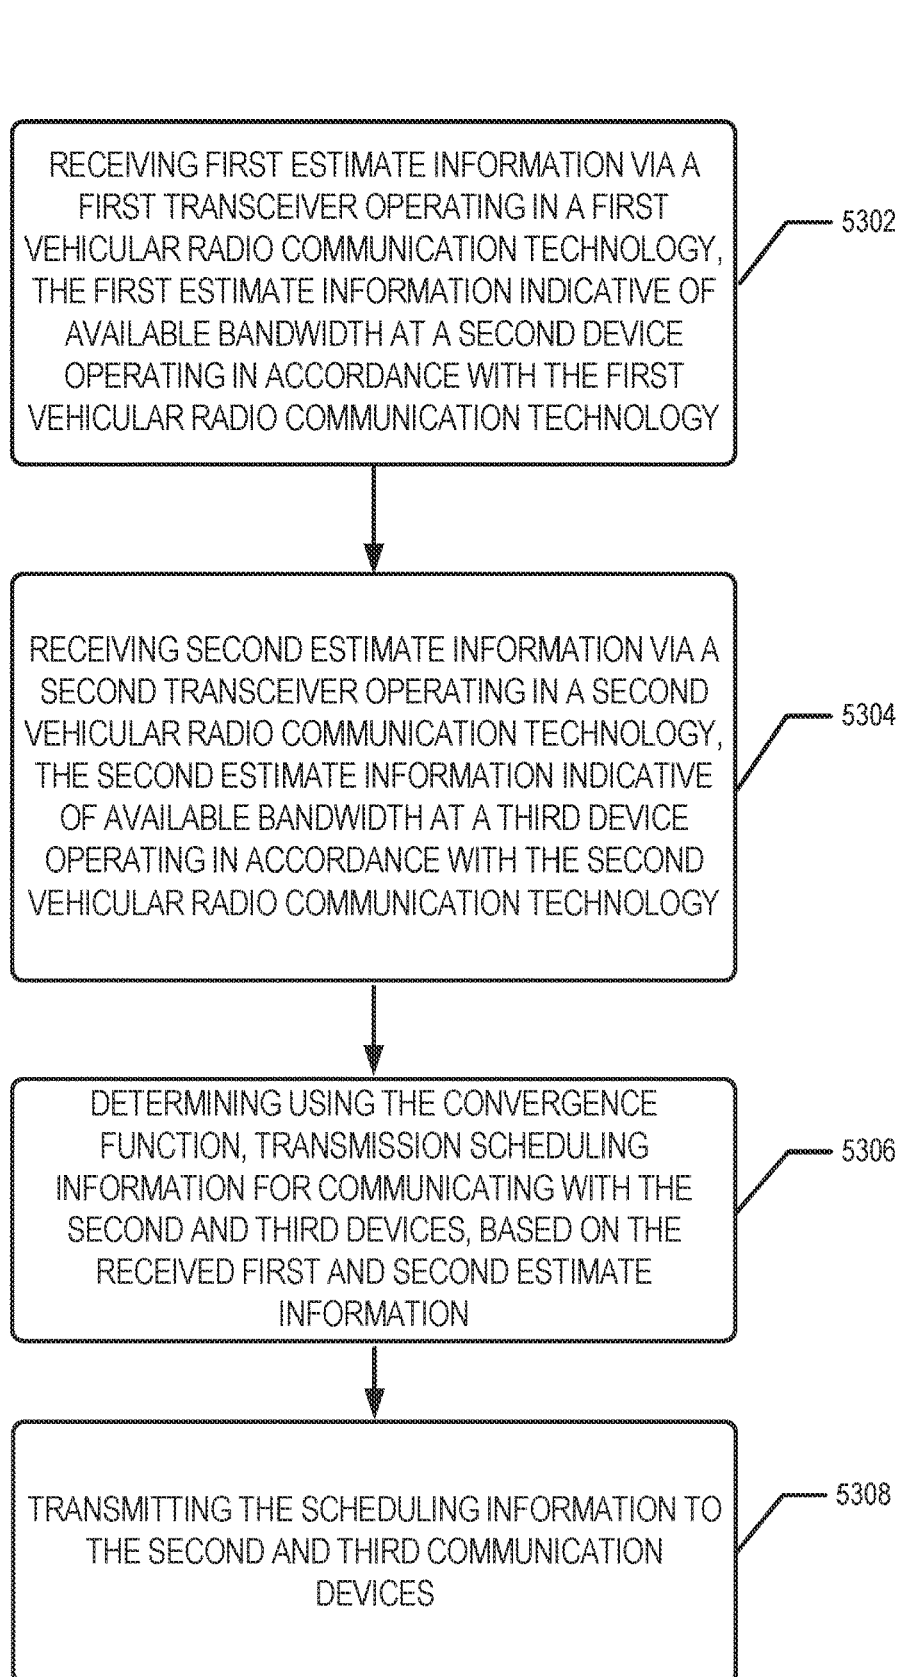 RECEIVING FIRST ESTIMATE INFORMATION VIA A
FIRST TRANSCEIVER OPERATING IN A FIRST
VEHICULAR RADIO COMMUNICATION TECHNOLOGY,
THE FIRST ESTIMATE INFORMATION INDICATIVE OF
AVAILABLE BANDWIDTH AT A SECOND DEVICE
OPERATING IN ACCORDANCE WITH THE FIRST
VEHICULAR RADIO COMMUNICATION TECHNOLOGY
5302
RECEIVING SECOND ESTIMATE INFORMATION VIA A
SECOND TRANSCEIVER OPERATING IN A SECOND
VEHICULAR RADIO COMMUNICATION TECHNOLOGY,
THE SECOND ESTIMATE INFORMATION INDICATIVE
OF AVAILABLE BANDWIDTH AT A THIRD DEVICE
OPERATING IN ACCORDANCE WITH THE SECOND
VEHICULAR RADIO COMMUNICATION TECHNOLOGY
5304
DETERMINING USING THE CONVERGENCE
FUNCTION, TRANSMISSION SCHEDULING
INFORMATION FOR COMMUNICATING WITH THE
SECOND AND THIRD DEVICES, BASED ON THE
RECEIVED FIRST AND SECOND ESTIMATE
INFORMATION
5306
TRANSMITTING THE SCHEDULING INFORMATION TO
THE SECOND AND THIRD COMMUNICATION
DEVICES
5308